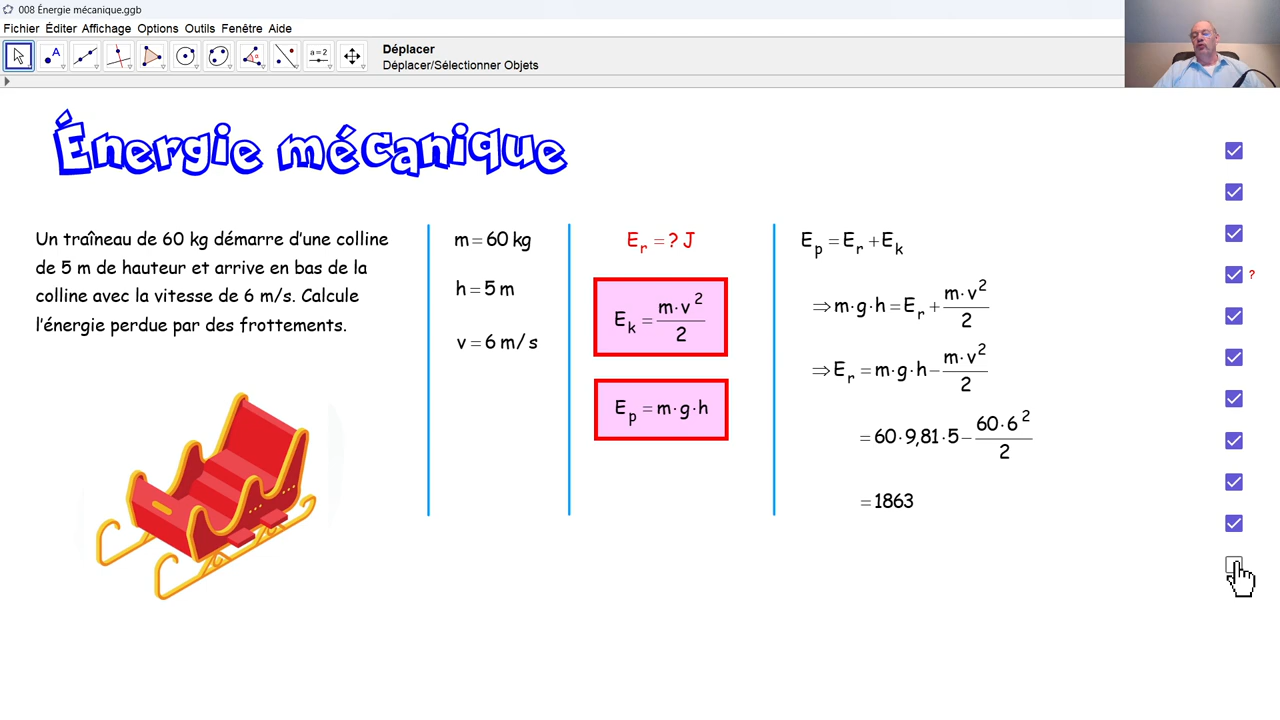 008 Énergie mécanique.ggb
Fichier Éditer Affichage Options Outils Fenêtre Aide
A
a=2
Déplacer
Déplacer/Sélectionner Objets
Énergie mécanique
Un traîneau de 60 kg démarre d’une colline
de 5 m de hauteur et arrive en bas de la
colline avec la vitesse de 6 m/s. Calcule
l’énergie perdue par des frottements.
m = 60 kg
h = 5 m
v = 6 m/s
E_r = ? J
E_k = (m·v²)/2
E_p = m·g·h
E_p = E_r + E_k
⇒ m·g·h = E_r + (m·v²)/2
⇒ E_r = m·g·h − (m·v²)/2
= 60·9,81·5 − (60·6²)/2
= 1863
?